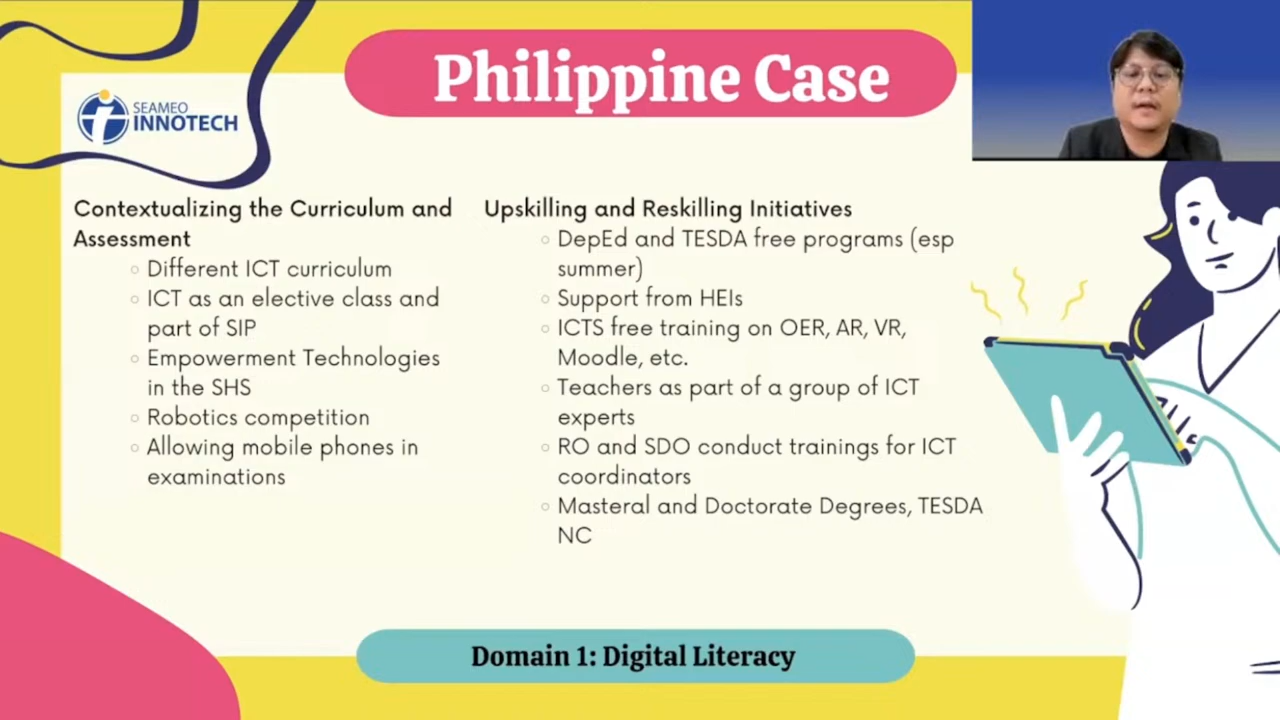 Philippine Case
SEAMEO
INNOTECH
Contextualizing the Curriculum and
Assessment
Different ICT curriculum
ICT as an elective class and
part of SIP
Empowerment Technologies
in the SHS
Robotics competition
Allowing mobile phones in
examinations
Upskilling and Reskilling Initiatives
DepEd and TESDA free programs (esp
summer)
Support from HEIs
ICTS free training on OER, AR, VR,
Moodle, etc.
Teachers as part of a group of ICT
experts
RO and SDO conduct trainings for ICT
coordinators
Masteral and Doctorate Degrees, TESDA
NC
Domain 1: Digital Literacy